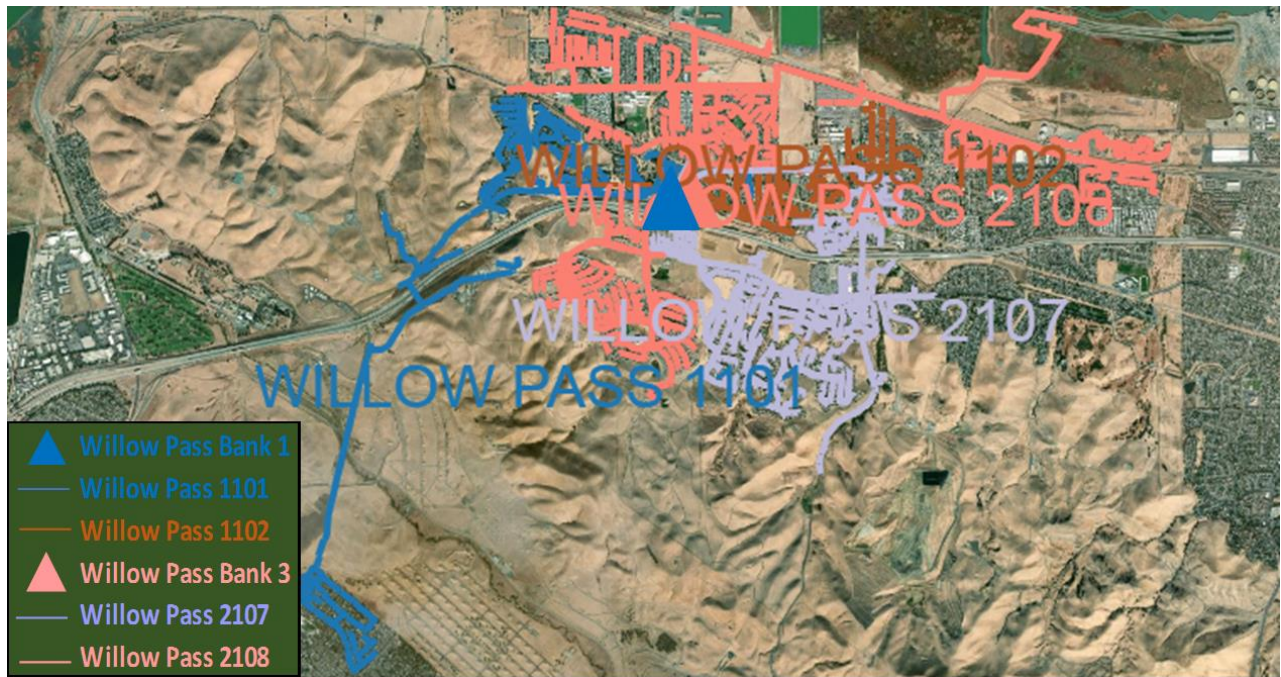 WILLOW PASS 1102
WILLOW PASS 2108
WILLOW PASS 2107
WILLOW PASS 1101
Willow Pass Bank 1
Willow Pass 1101
Willow Pass 1102
Willow Pass Bank 3
Willow Pass 2107
Willow Pass 2108